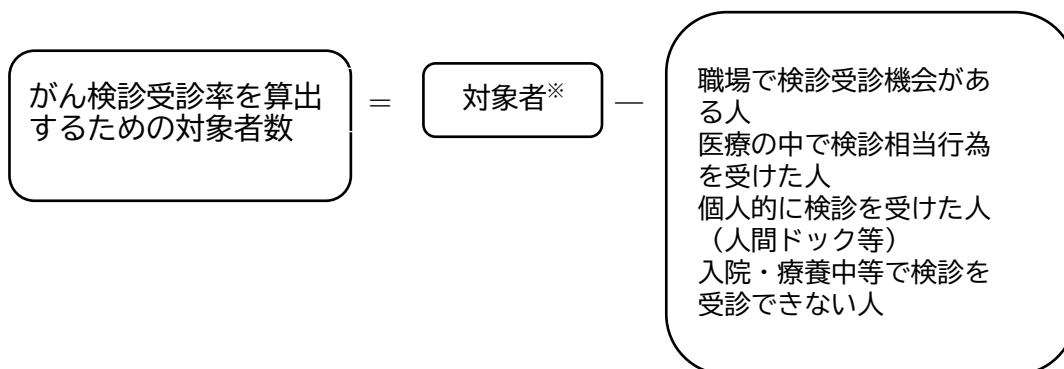 がん検診受診率を算出
するための対象者数
=
対象者※
―
職場で検診受診機会があ
る人
医療の中で検診相当行為
を受けた人
個人的に検診を受けた人
（人間ドック等）
入院・療養中等で検診を
受診できない人